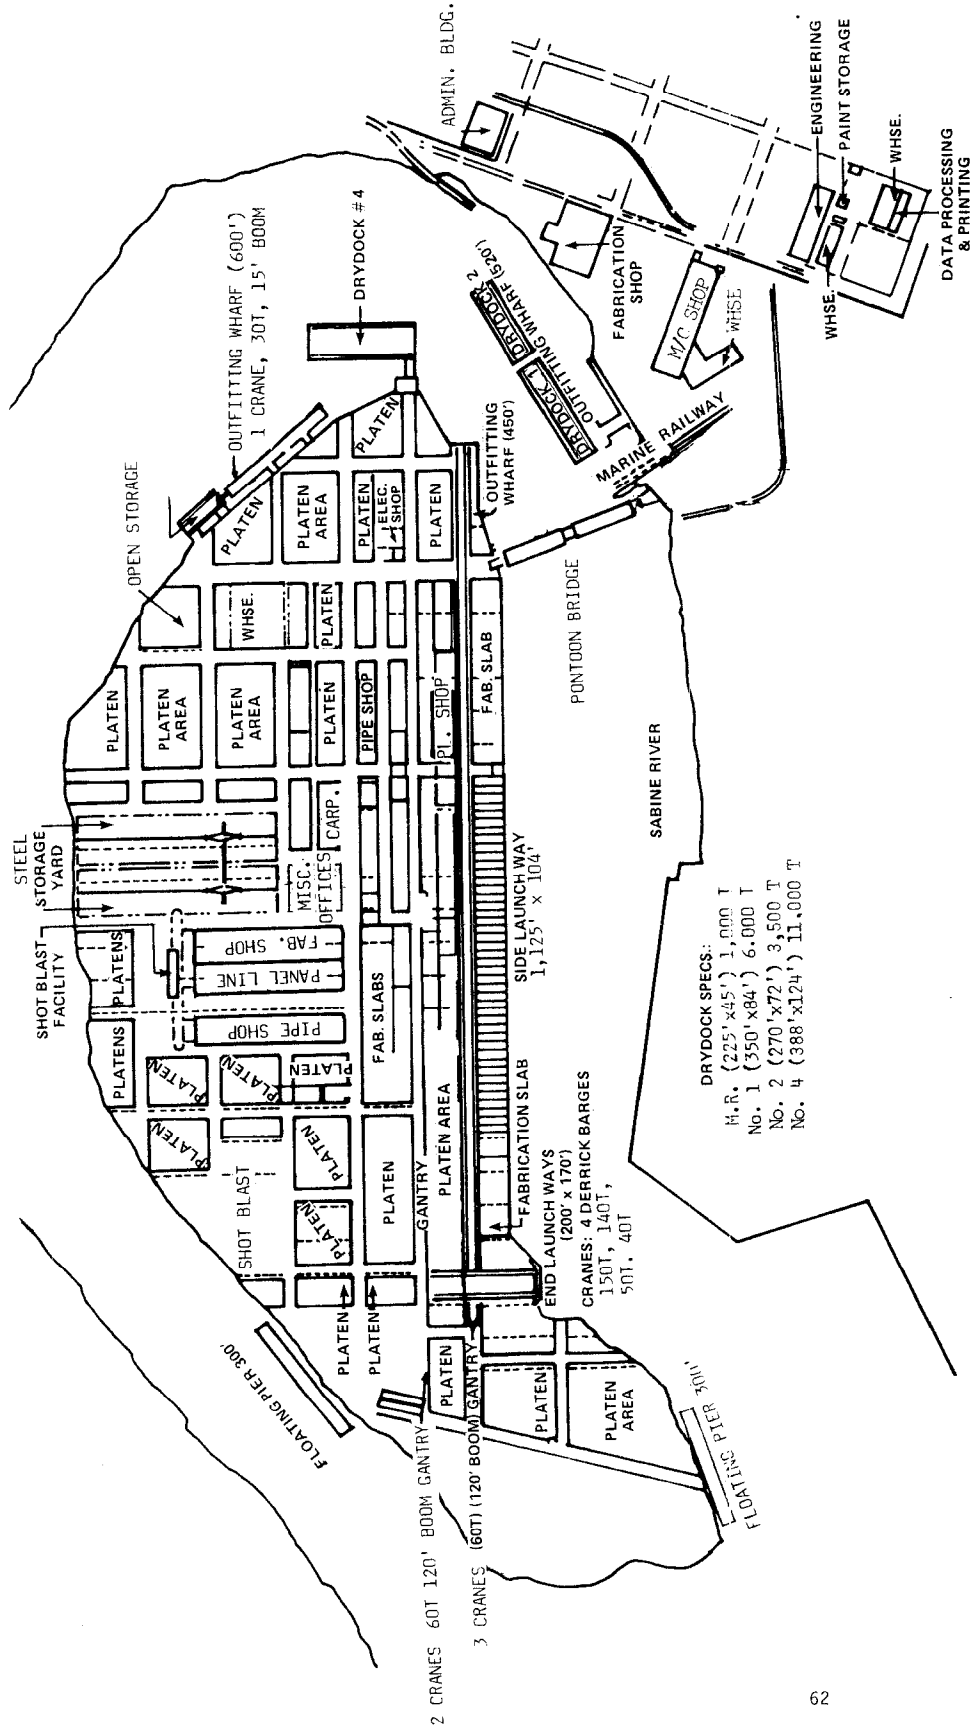 ADMIN. BLDG.
ENGINEERING
PAINT STORAGE
WHSE.
DATA PROCESSING
& PRINTING
WHSE.
FABRICATION
SHOP
M/C SHOP
WHSE
OUTFITTING WHARF (600')
1 CRANE, 30T, 15' BOOM
DRYDOCK #4
DRYDOCK 2
DRYDOCK 1
OUTFITTING WHARF (520')
MARINE RAILWAY
OUTFITTING
WHARF (450')
PONTOON BRIDGE
OPEN STORAGE
PLATEN
PLATEN
PLATEN
AREA
PLATEN
ELEC.
SHOP
PLATEN
WHSE.
PLATEN
PLATEN
PLATEN
AREA
PLATEN
AREA
PLATEN
PIPE SHOP
PL. SHOP
FAB. SLAB
STEEL
STORAGE
YARD
MISC.
OFFICES
CARP.
SHOT BLAST
FACILITY
PLATENS
PLATENS
FAB. SHOP
PANEL LINE
PIPE SHOP
PLATEN
PLATEN
PLATEN
PLATEN
FAB. SLABS
SIDE LAUNCHWAY
1,125' x 104'
SABINE RIVER
SHOT BLAST
PLATEN
PLATEN
PLATEN
GANTRY
PLATEN AREA
FABRICATION SLAB
END LAUNCH WAYS
(200' x 170')
CRANES: 4 DERRICK BARGES
150T, 140T,
50T. 40T
PLATEN
PLATEN
FLOATING PIER 300'
PLATEN
PLATEN
PLATEN
AREA
FLOATING PIER 300'
2 CRANES 60T 120' BOOM GANTRY
3 CRANES (60T) (120' BOOM) GANTRY
DRYDOCK SPECS.:
M.R. (225'x45') 1,000 T
No. 1 (350'x84') 6.000 T
No. 2 (270'x72') 3,500 T
No. 4 (388'x124') 11.000 T
62